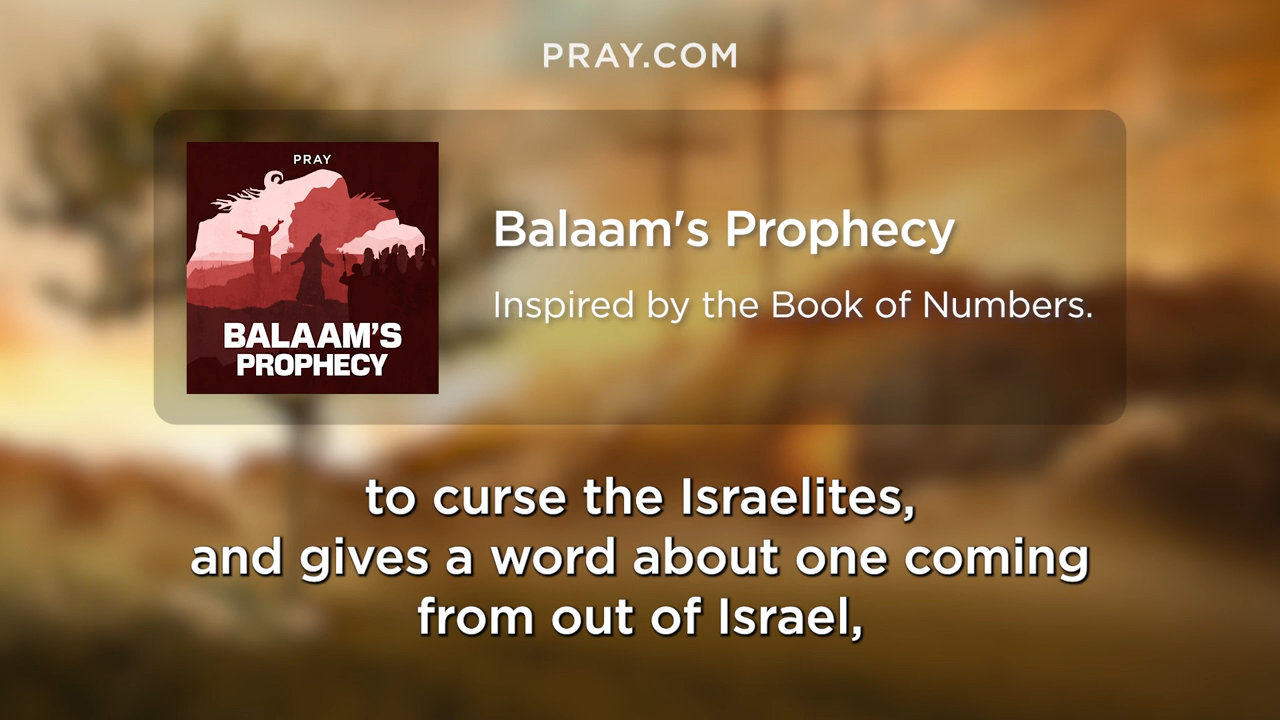 PRAY.COM
PRAY
BALAAM'S
PROPHECY
Balaam's Prophecy
Inspired by the Book of Numbers.
to curse the Israelites,
and gives a word about one coming
from out of Israel,